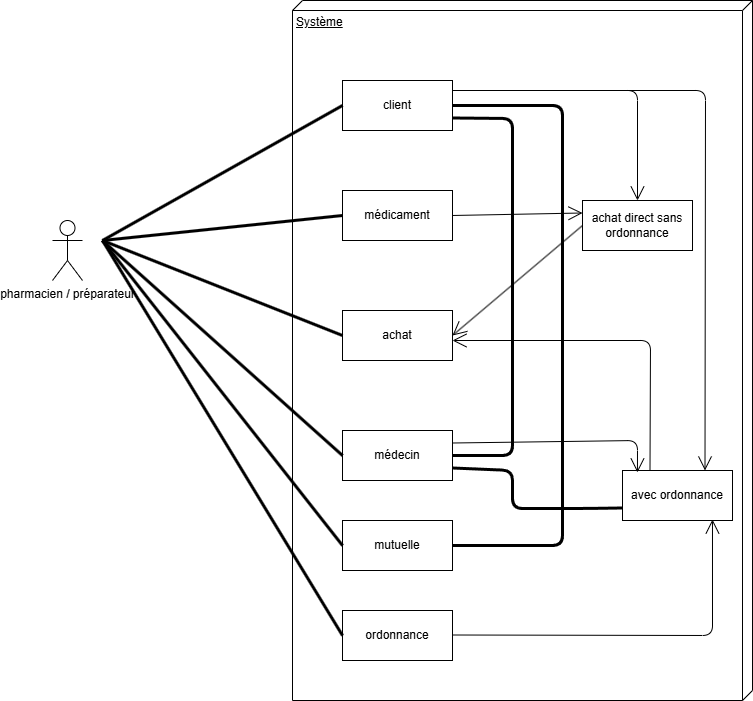 Système
client
médicament
achat direct sans
ordonnance
pharmacien / préparateur
achat
médecin
avec ordonnance
mutuelle
ordonnance